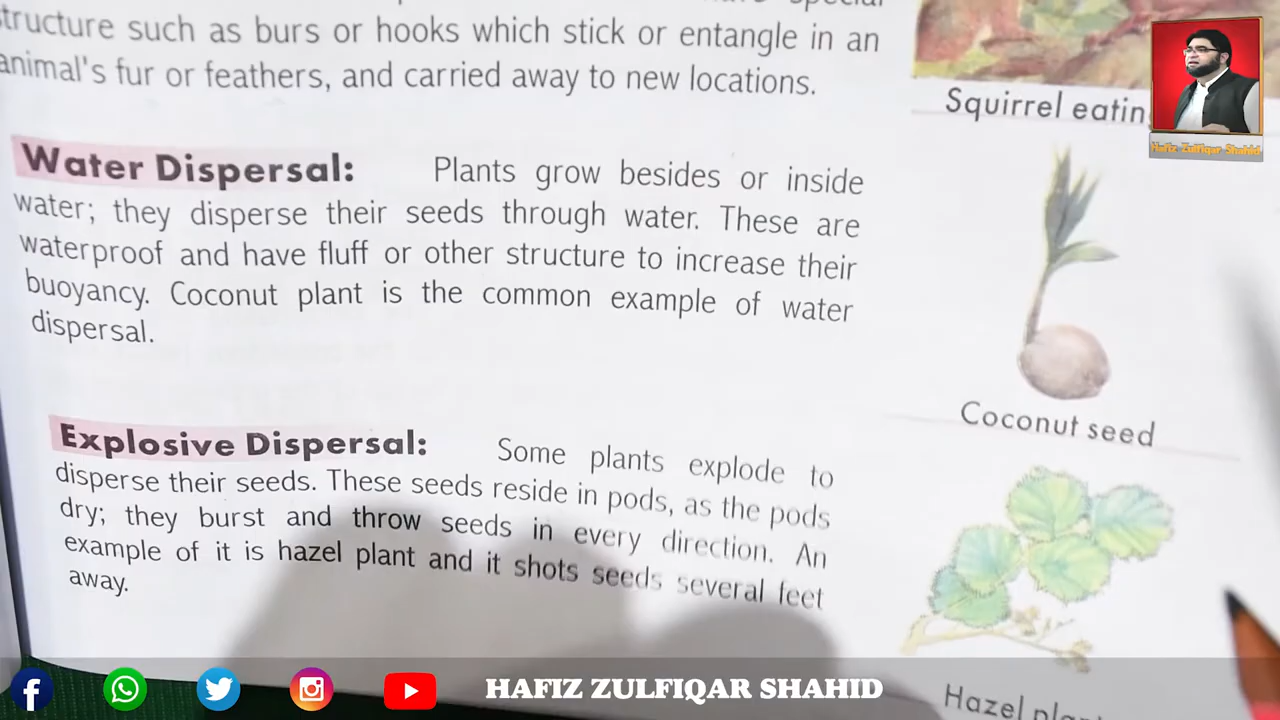 structure such as burs or hooks which stick or entangle in an
animal's fur or feathers, and carried away to new locations.
Squirrel eating
Hafiz Zulfiqar Shahid
Water Dispersal: Plants grow besides or inside
water; they disperse their seeds through water. These are
waterproof and have fluff or other structure to increase their
buoyancy. Coconut plant is the common example of water
dispersal.
Coconut seed
Explosive Dispersal: Some plants explode to
disperse their seeds. These seeds reside in pods, as the pods
dry; they burst and throw seeds in every direction. An
example of it is hazel plant and it shots seeds several feet
away.
Hazel plant
HAFIZ ZULFIQAR SHAHID